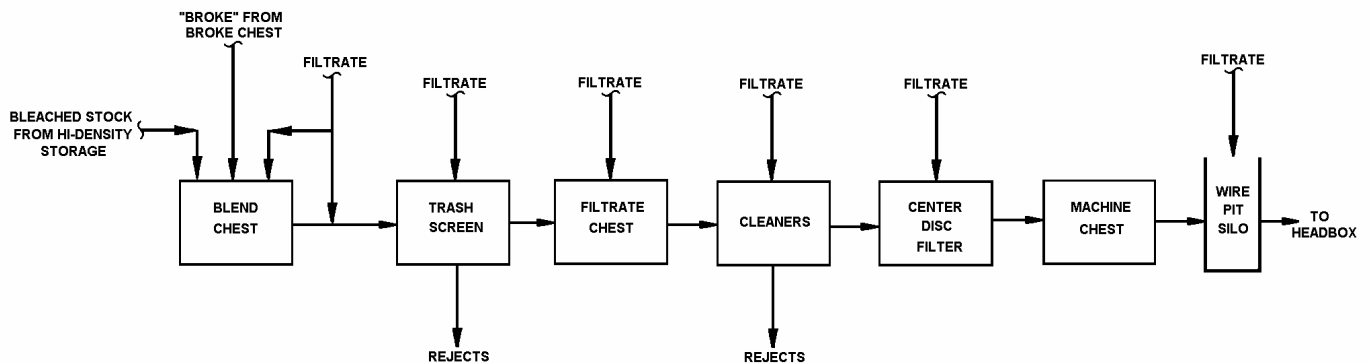 "BROKE" FROM
BROKE CHEST
FILTRATE
FILTRATE
FILTRATE
FILTRATE
FILTRATE
FILTRATE
BLEACHED STOCK
FROM HI-DENSITY
STORAGE
BLEND
CHEST
TRASH
SCREEN
FILTRATE
CHEST
CLEANERS
CENTER
DISC
FILTER
MACHINE
CHEST
WIRE
PIT
SILO
TO
HEADBOX
REJECTS
REJECTS